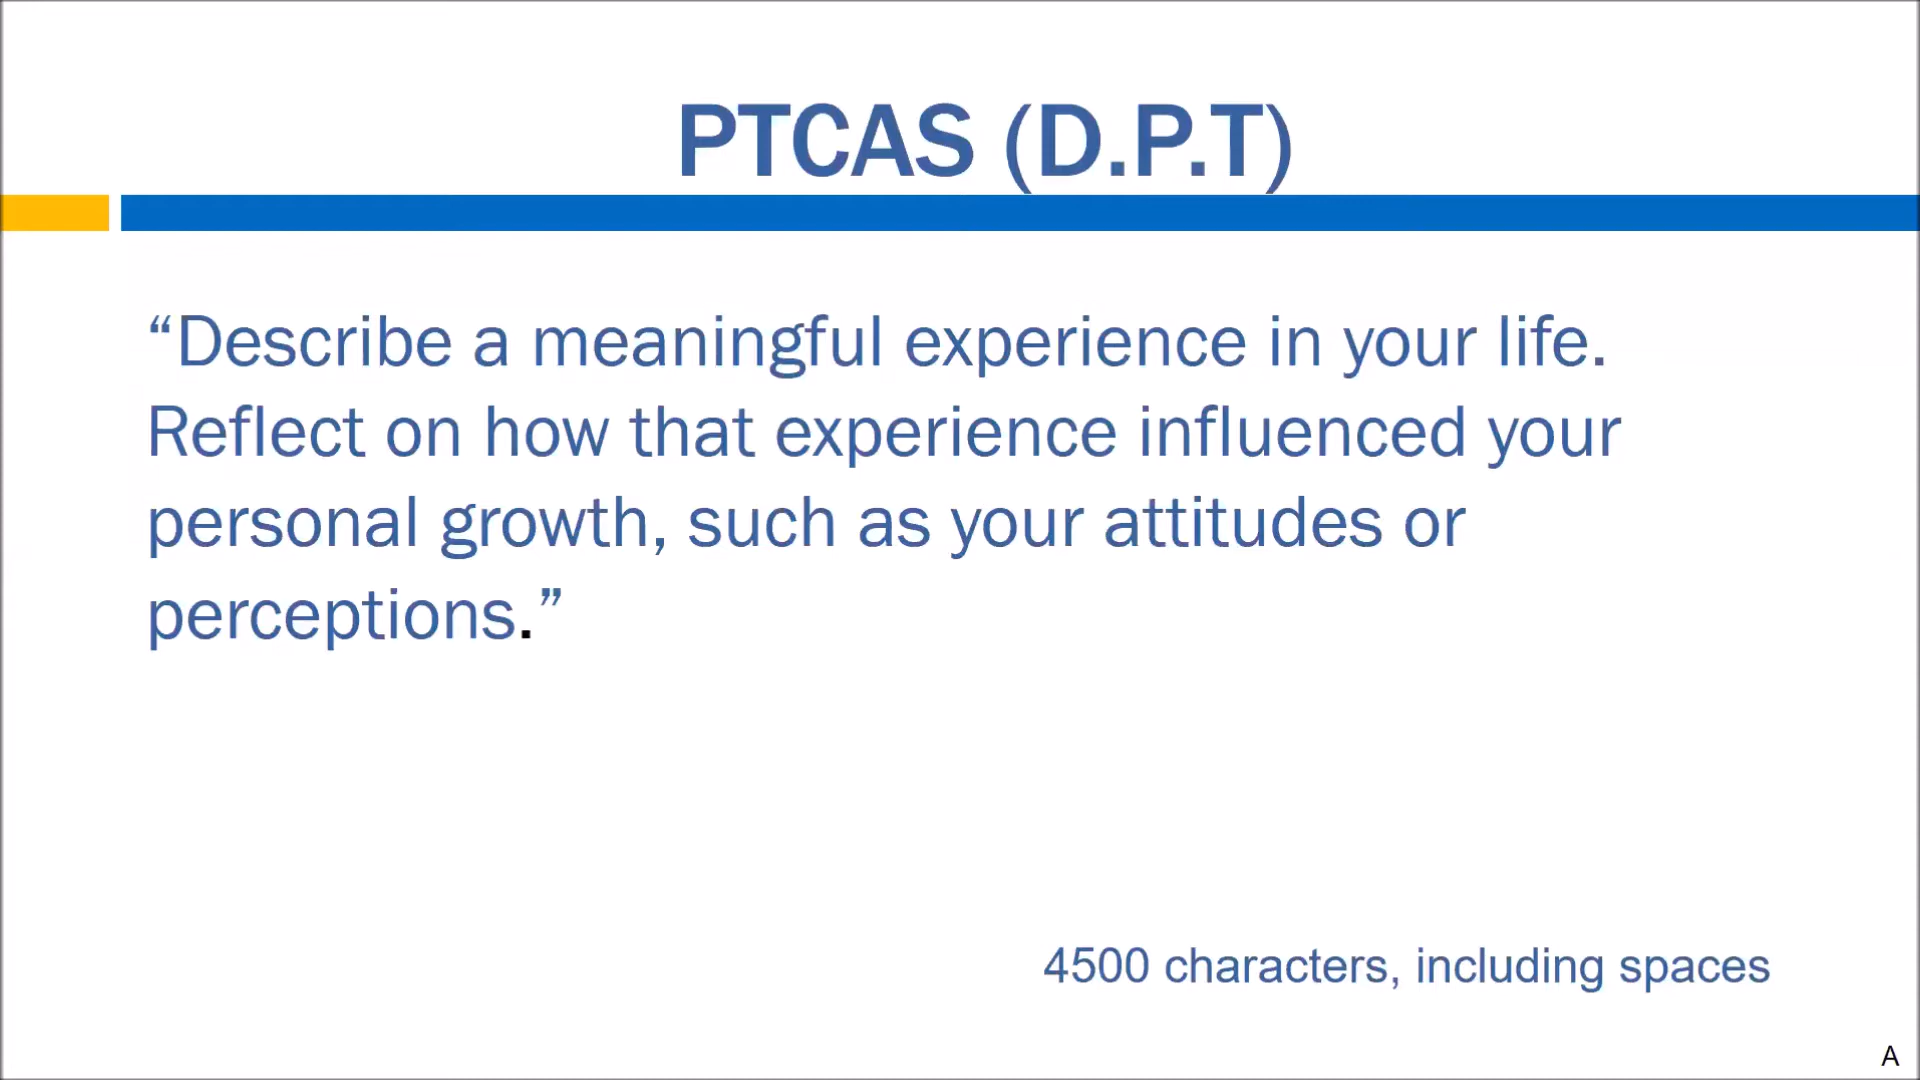 PTCAS (D.P.T)
“Describe a meaningful experience in your life.
Reflect on how that experience influenced your
personal growth, such as your attitudes or
perceptions.”
4500 characters, including spaces
A